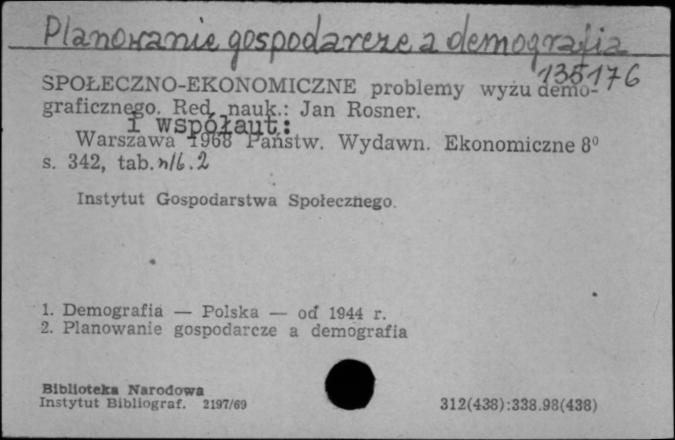 Planowanie gospodarcze a demografia
135176
SPOŁECZNO-EKONOMICZNE problemy wyżu demo-
graficznego. Red. nauk.: Jan Rosner.
i współaut:
Warszawa 1968 Państw. Wydawn. Ekonomiczne 8⁰
s. 342, tab. nlb. 2
Instytut Gospodarstwa Społecznego.
1. Demografia — Polska — od 1944 r.
2. Planowanie gospodarcze a demografia
Biblioteka Narodowa
Instytut Bibliograf. 2197/69
312(438):338.98(438)